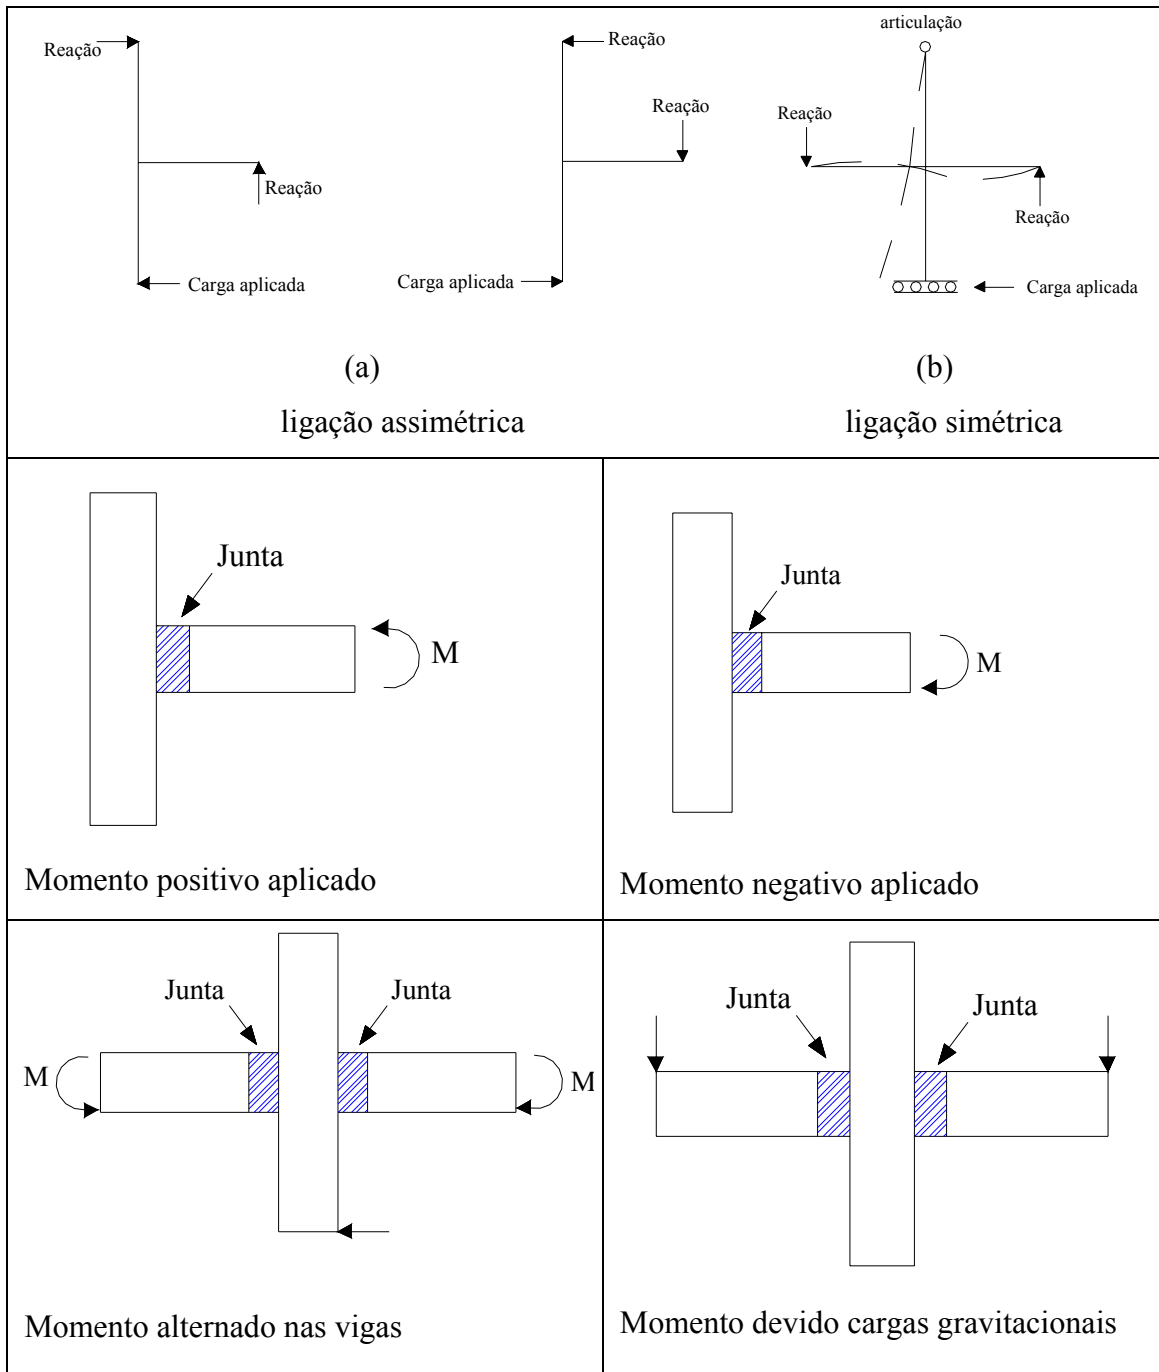 articulação
Reação
Reação
Reação
Reação
Reação
Reação
Carga aplicada
Carga aplicada
Carga aplicada
(a)
(b)
ligação assimétrica
ligação simétrica
Junta
M
Momento positivo aplicado
Junta
M
Momento negativo aplicado
Junta
Junta
M
M
Momento alternado nas vigas
Junta
Junta
Momento devido cargas gravitacionais